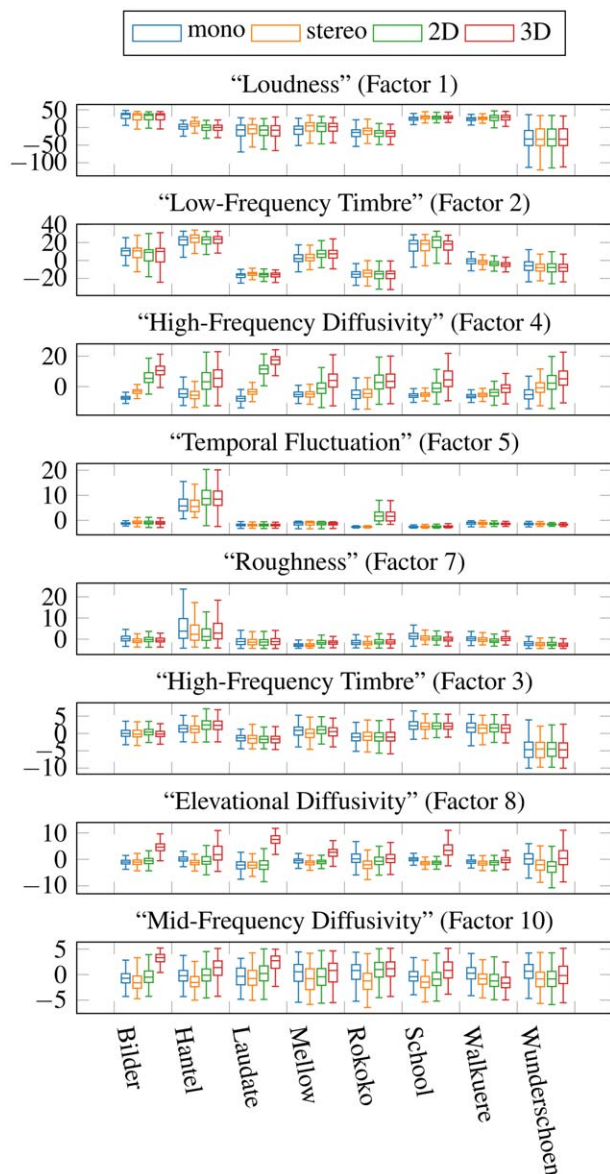 mono stereo 2D 3D
“Loudness” (Factor 1)
50
0
−50
−100
“Low-Frequency Timbre” (Factor 2)
40
20
0
−20
“High-Frequency Diffusivity” (Factor 4)
20
0
“Temporal Fluctuation” (Factor 5)
20
10
0
“Roughness” (Factor 7)
20
10
0
“High-Frequency Timbre” (Factor 3)
5
0
−5
−10
“Elevational Diffusivity” (Factor 8)
10
0
−10
“Mid-Frequency Diffusivity” (Factor 10)
5
0
−5
Bilder
Hantel
Laudate
Mellow
Rokoko
School
Walkuere
Wunderschoen